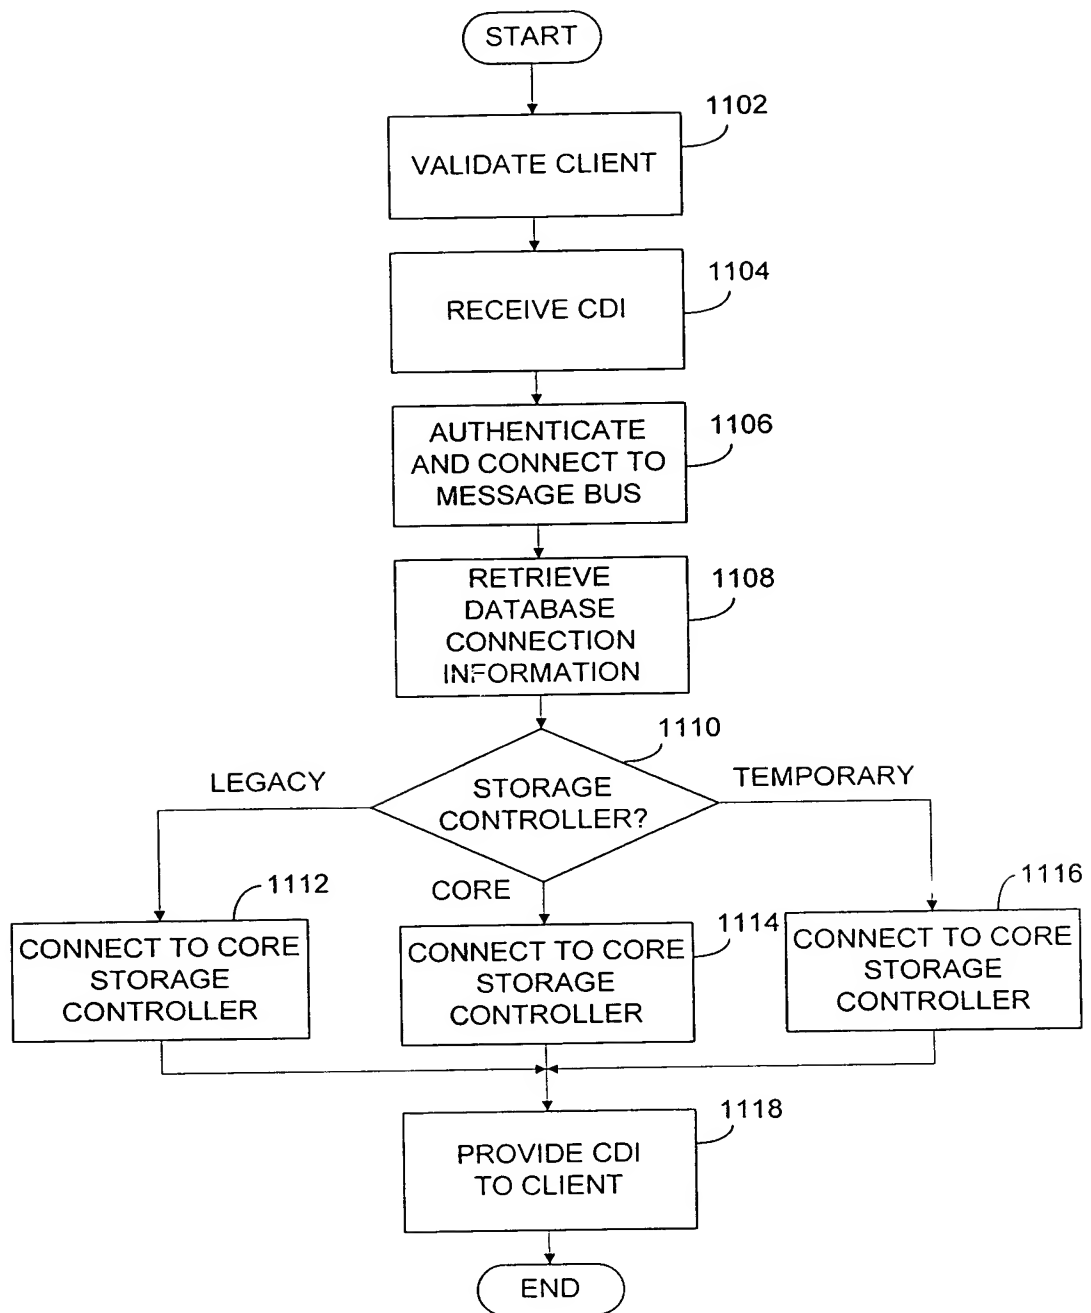 START
1102
VALIDATE CLIENT
1104
RECEIVE CDI
1106
AUTHENTICATE
AND CONNECT TO
MESSAGE BUS
1108
RETRIEVE
DATABASE
CONNECTION
INFORMATION
1110
LEGACY
STORAGE
CONTROLLER?
TEMPORARY
CORE
1112
CONNECT TO CORE
STORAGE
CONTROLLER
1114
CONNECT TO CORE
STORAGE
CONTROLLER
1116
CONNECT TO CORE
STORAGE
CONTROLLER
1118
PROVIDE CDI
TO CLIENT
END